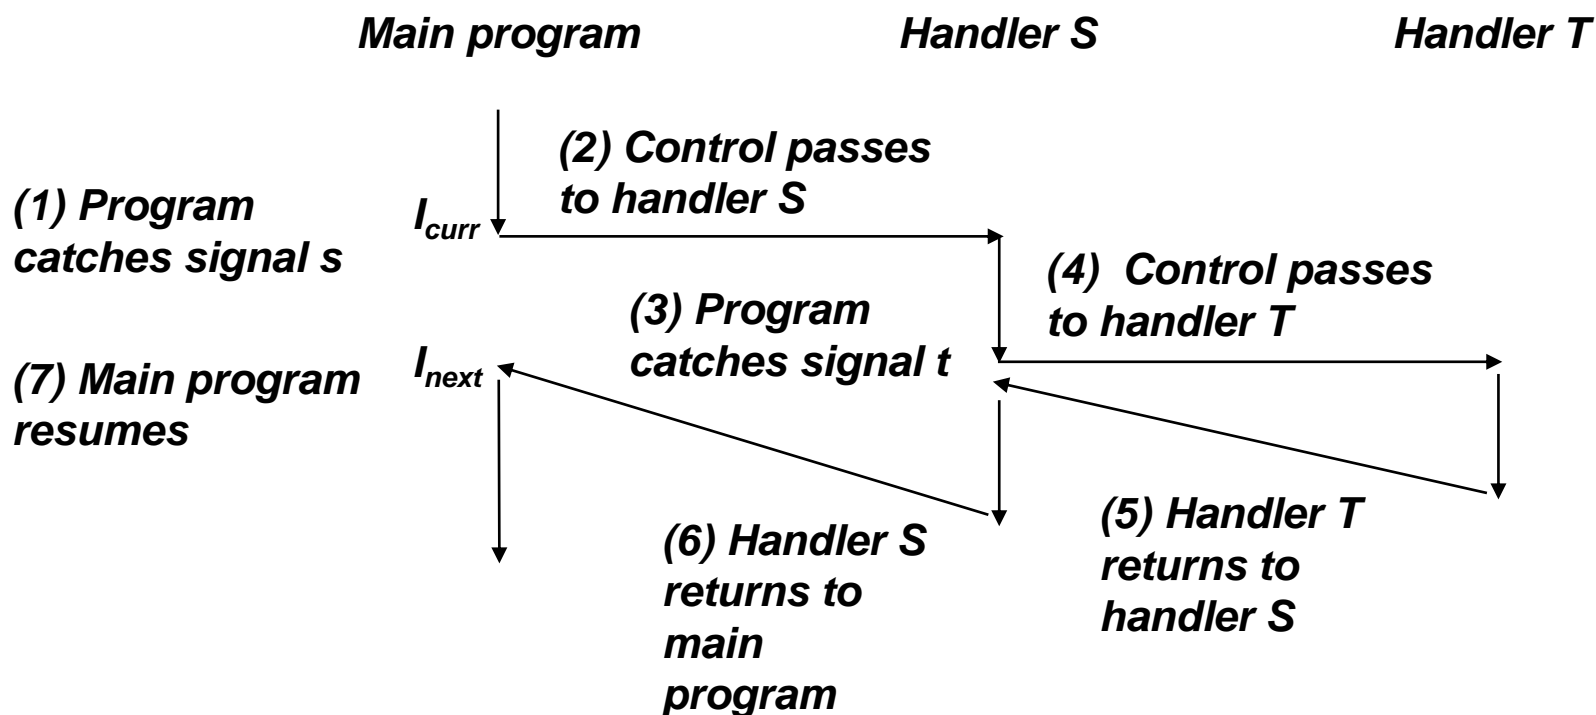 Main program
Handler S
Handler T
(2) Control passes
to handler S
(1) Program
catches signal s
I_curr
(4) Control passes
to handler T
(3) Program
catches signal t
I_next
(7) Main program
resumes
(6) Handler S
returns to
main
program
(5) Handler T
returns to
handler S